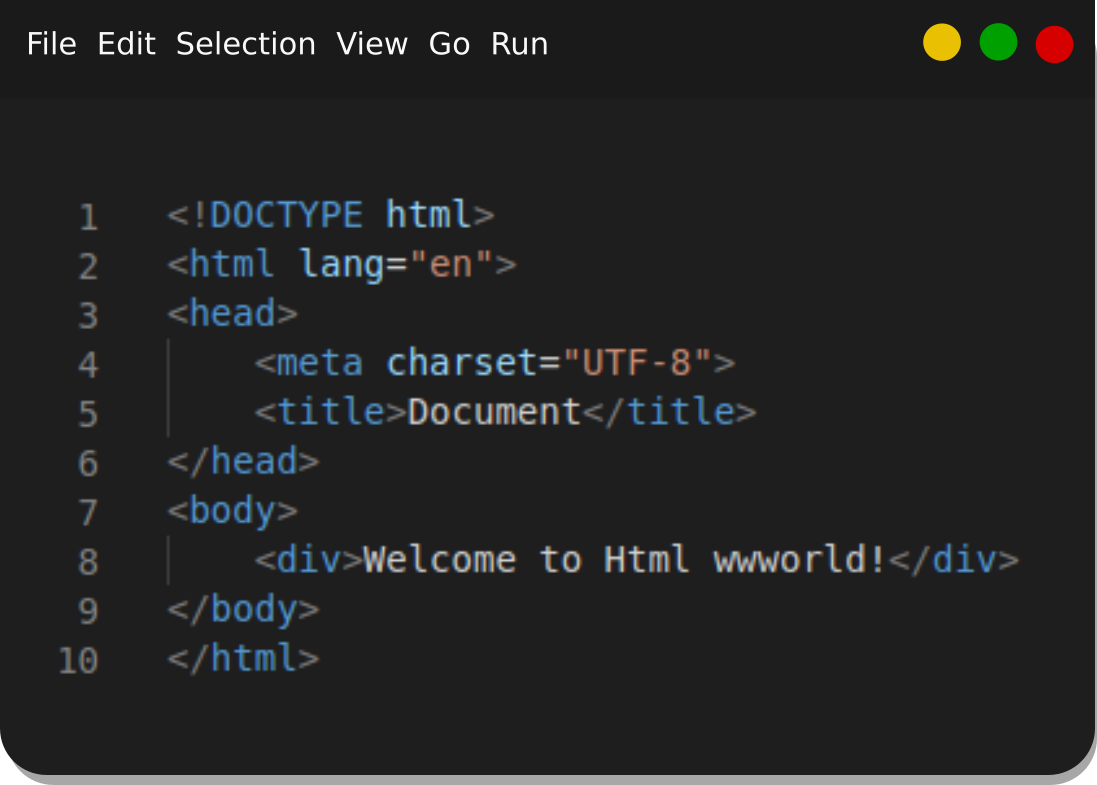 File Edit Selection View Go Run
1 <!DOCTYPE html>
2 <html lang="en">
3 <head>
4     <meta charset="UTF-8">
5     <title>Document</title>
6 </head>
7 <body>
8     <div>Welcome to Html wwworld!</div>
9 </body>
10 </html>